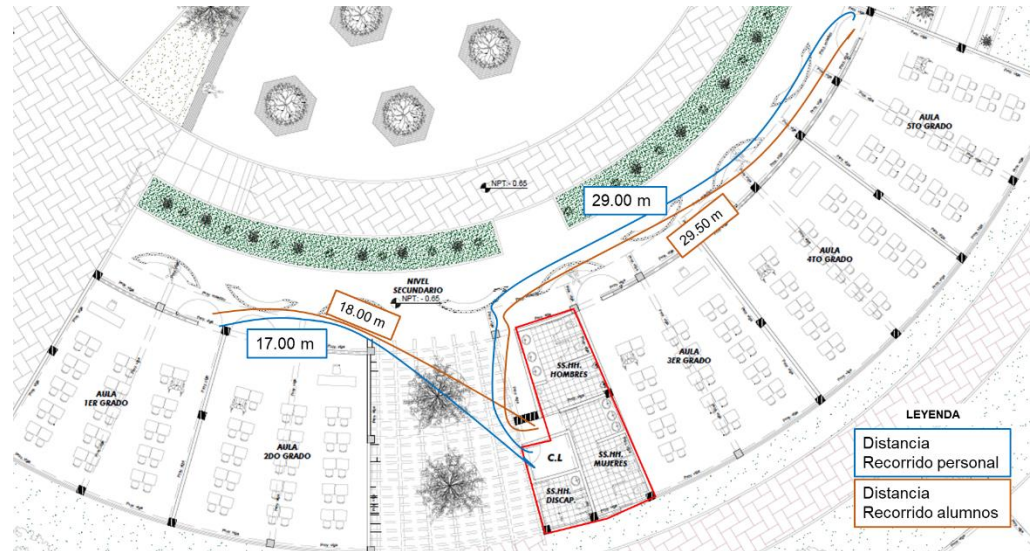 NPT.- 0.65
29.00 m
29.50 m
AULA
5TO GRADO
AULA
4TO GRADO
NIVEL
SECUNDARIO
NPT.- 0.65
18.00 m
17.00 m
AULA
1ER GRADO
AULA
2DO GRADO
SS.HH.
HOMBRES
AULA
3ER GRADO
C.L
SS.HH.
MUJERES
SS.HH.
DISCAP.
LEYENDA
Distancia
Recorrido personal
Distancia
Recorrido alumnos